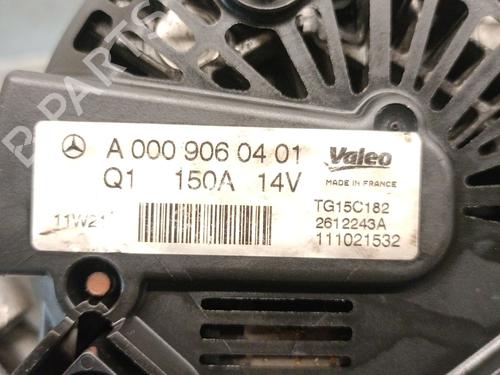 A 000 906 04 01
Q1 150A 14V
Valeo
MADE IN FRANCE
TG15C182
2612243A
111021532
11W21
B-PARTS